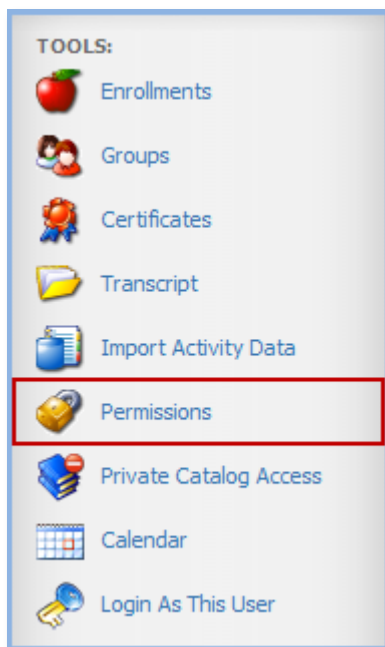 TOOLS:
Enrollments
Groups
Certificates
Transcript
Import Activity Data
Permissions
Private Catalog Access
Calendar
Login As This User